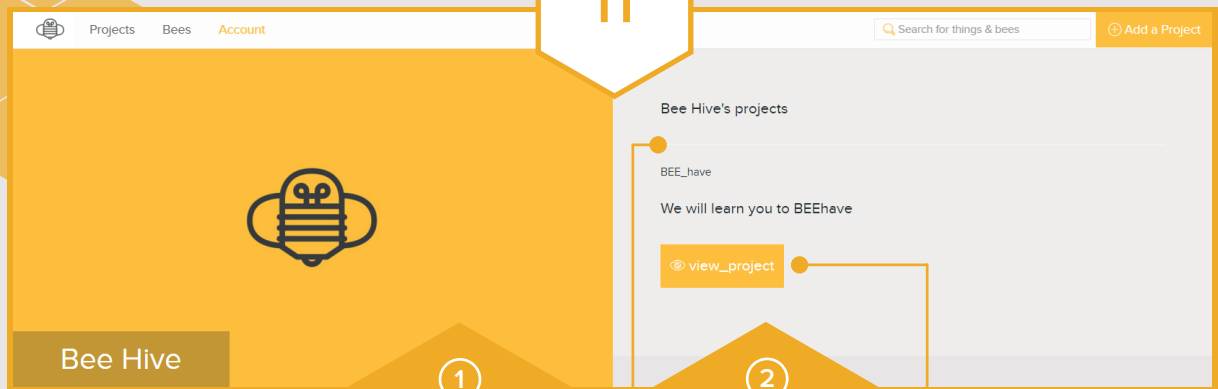 Projects Bees Account Search for things & bees Add a Project
Bee Hive's projects
BEE_have
We will learn you to BEEhave
view_project
Bee Hive
1 2